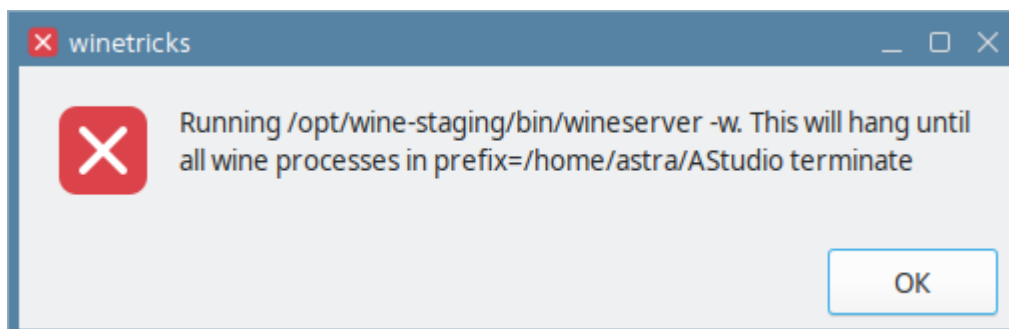 winetricks
Running /opt/wine-staging/bin/wineserver -w. This will hang until
all wine processes in prefix=/home/astra/AStudio terminate
OK